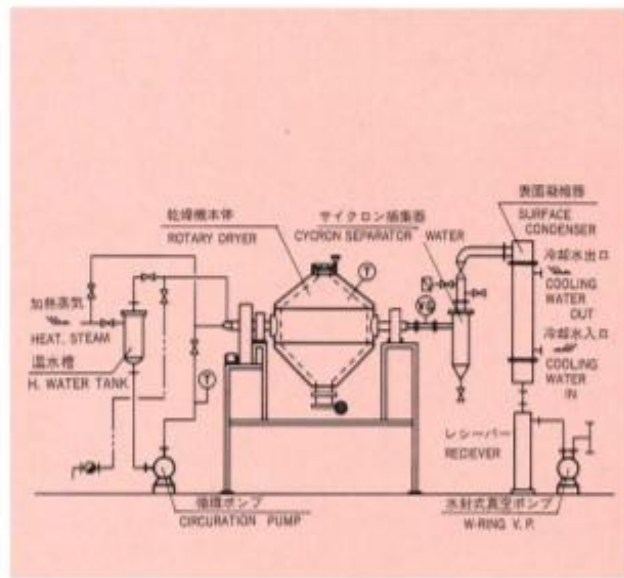 乾燥機本体
ROTARY DRYER
サイクロン捕集器
CYCRON SEPARATOR
WATER
表面凝縮器
SURFACE
CONDENSER
冷却水出口
COOLING
WATER
OUT
冷却水入口
COOLING
WATER
IN
加熱蒸気
HEAT. STEAM
温水槽
H. WATER TANK
T
T
VG
レシーバー
RECIEVER
循環ポンプ
CIRCURATION PUMP
水封式真空ポンプ
W-RING V.P.